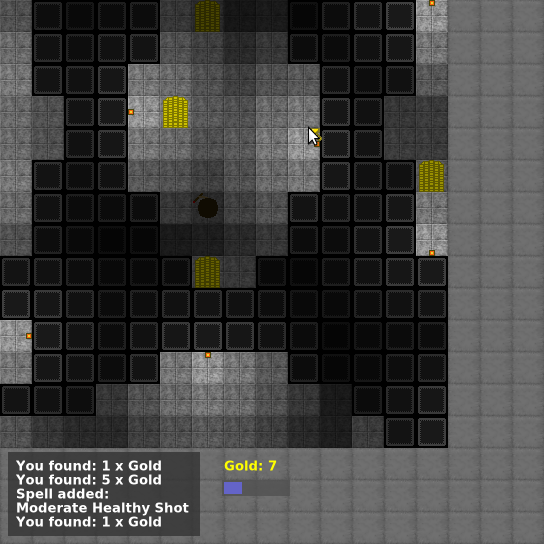 You found: 1 x Gold
You found: 5 x Gold
Spell added:
Moderate Healthy Shot
You found: 1 x Gold
Gold: 7